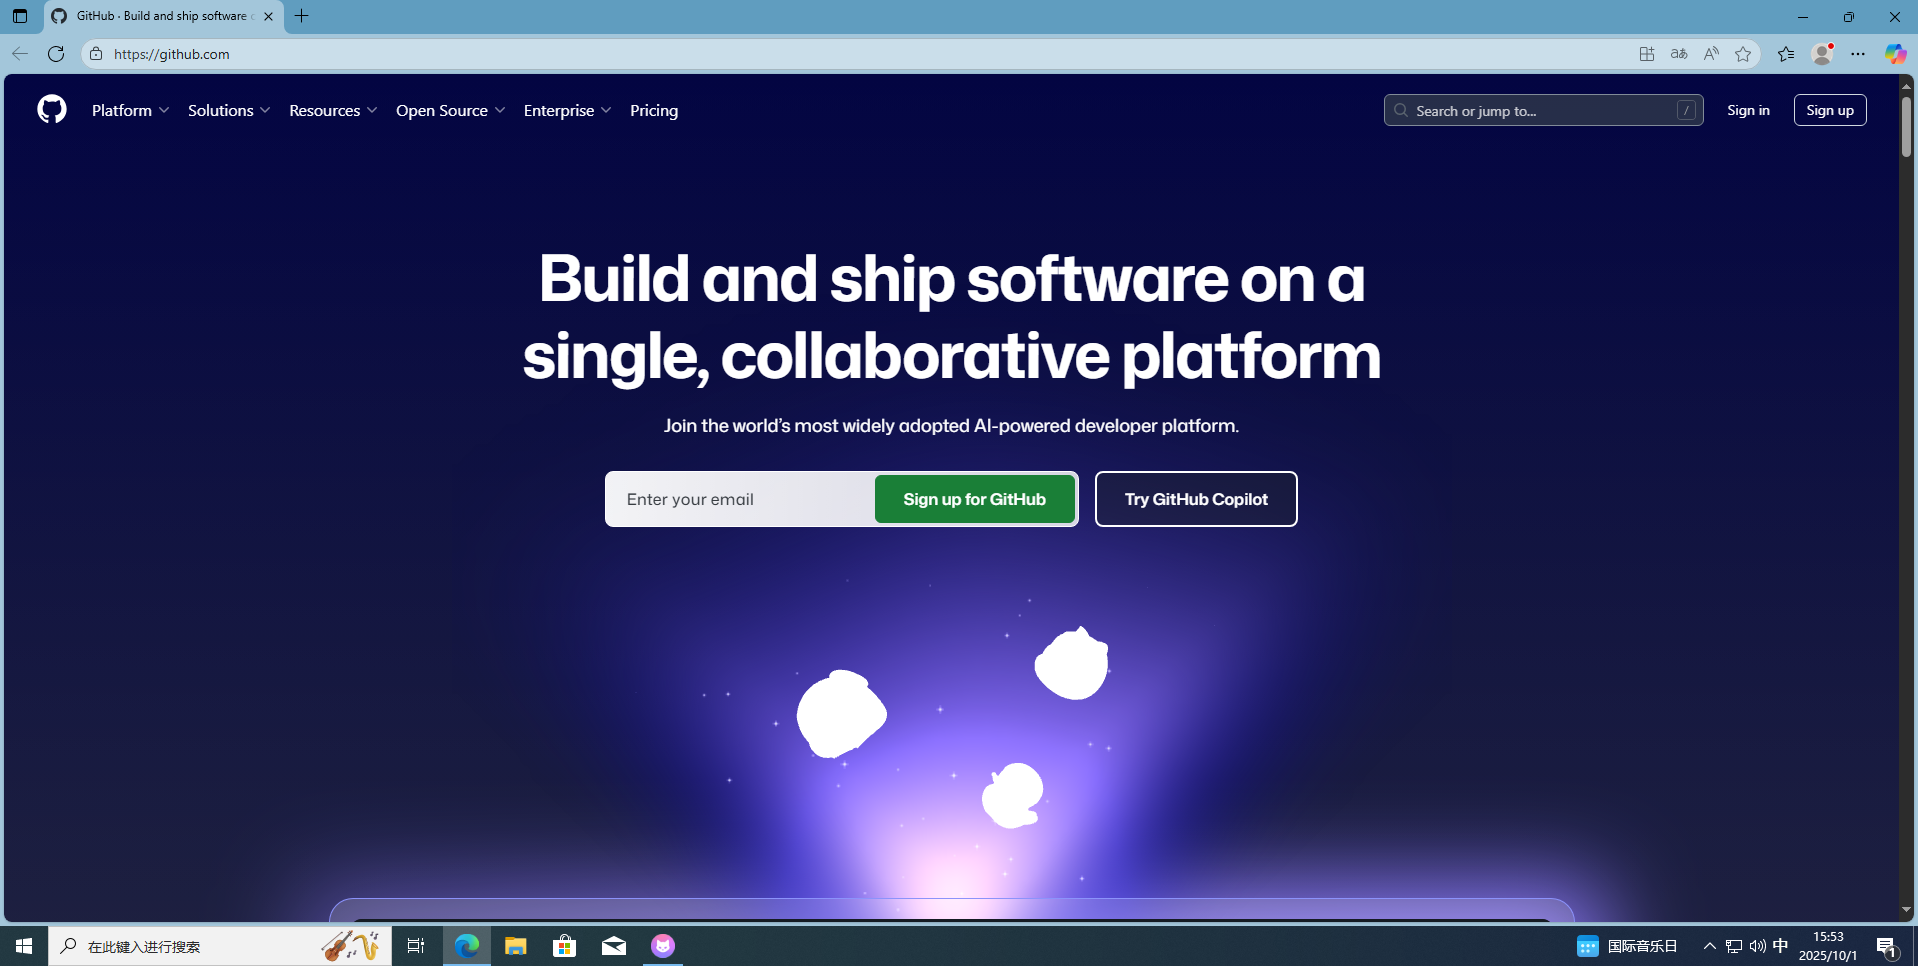 GitHub · Build and ship software
https://github.com
Platform Solutions Resources Open Source Enterprise Pricing
Search or jump to... /
Sign in
Sign up
Build and ship software on a
single, collaborative platform
Join the world’s most widely adopted AI-powered developer platform.
Enter your email
Sign up for GitHub
Try GitHub Copilot
在此键入进行搜索
国际音乐日
中
15:53
2025/10/1
1